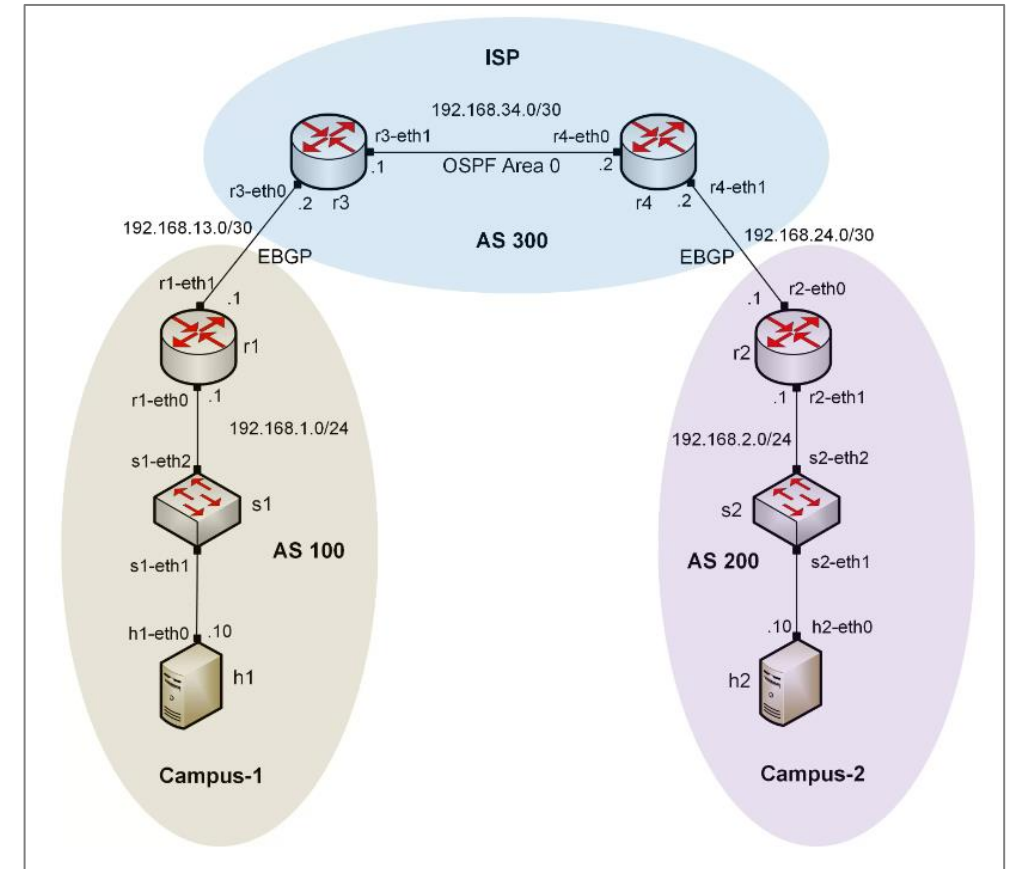 ISP
192.168.34.0/30
r3-eth1
r4-eth0
.1
OSPF Area 0
.2
r3-eth0
.2
r3
r4
.2
r4-eth1
192.168.13.0/30
AS 300
192.168.24.0/30
EBGP
EBGP
r1-eth1
.1
.1
r2-eth0
r1
r2
r1-eth0
.1
.1
r2-eth1
192.168.1.0/24
192.168.2.0/24
s1-eth2
s2-eth2
s1
s2
AS 100
AS 200
s1-eth1
s2-eth1
h1-eth0
.10
.10
h2-eth0
h1
h2
Campus-1
Campus-2